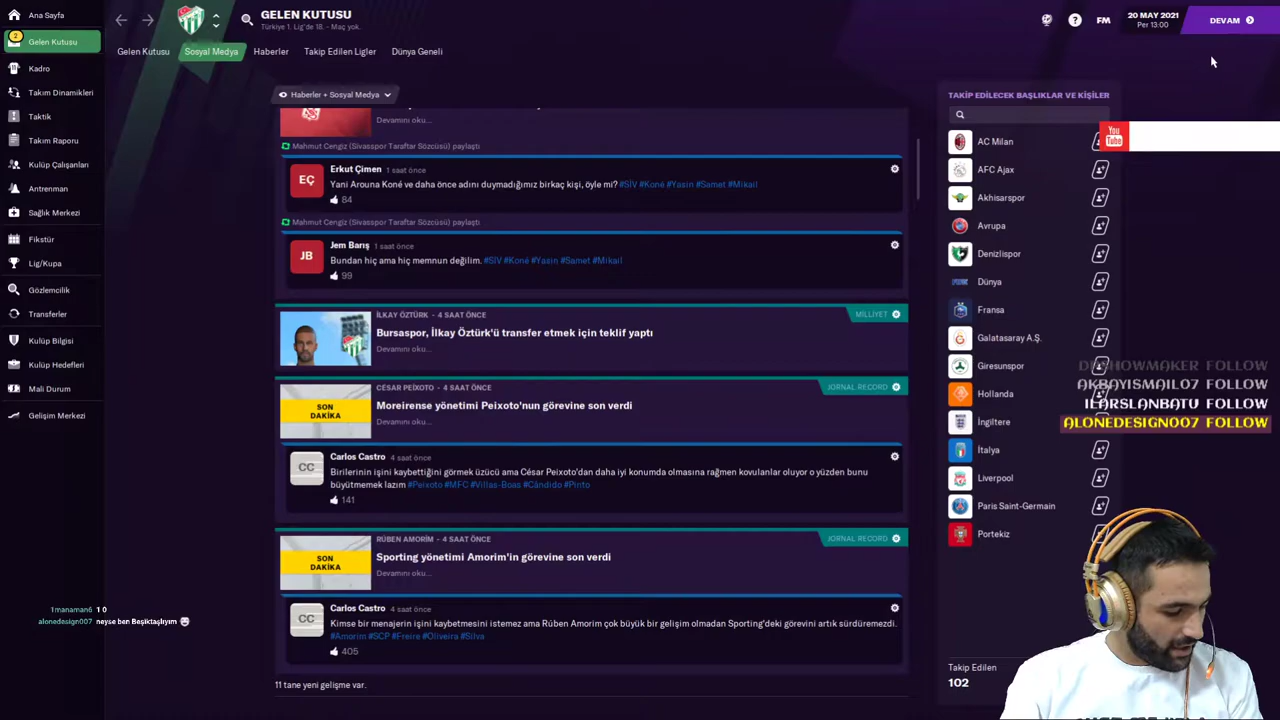 Ana Sayfa
2
Gelen Kutusu
Kadro
Takım Dinamikleri
Taktik
Takım Raporu
Kulüp Çalışanları
Antrenman
Sağlık Merkezi
Fikstür
Lig/Kupa
Gözlemcilik
Transferler
Kulüp Bilgisi
Kulüp Hedefleri
Mali Durum
Gelişim Merkezi
GELEN KUTUSU
Türkiye 1. Lig'de 18. - Maç yok.
FM
20 MAY 2021
Per 13:00
DEVAM
Gelen Kutusu
Sosyal Medya
Haberler
Takip Edilen Ligler
Dünya Geneli
Haberler + Sosyal Medya
Devamını oku...
Mahmut Cengiz (Sivasspor Taraftar Sözcüsü) paylaştı
EÇ
Erkut Çimen 1 saat önce
Yani Arouna Koné ve daha önce adını duymadığımız birkaç kişi, öyle mi? #SİV #Koné #Yasin #Samet #Mikail
84
Mahmut Cengiz (Sivasspor Taraftar Sözcüsü) paylaştı
JB
Jem Barış 1 saat önce
Bundan hiç ama hiç memnun değilim. #SİV #Koné #Yasin #Samet #Mikail
99
İLKAY ÖZTÜRK - 4 SAAT ÖNCE
MİLLİYET
Bursaspor, İlkay Öztürk'ü transfer etmek için teklif yaptı
Devamını oku...
CÉSAR PEİXOTO - 4 SAAT ÖNCE
JORNAL RECORD
SON DAKİKA
Moreirense yönetimi Peixoto'nun görevine son verdi
Devamını oku...
CC
Carlos Castro 4 saat önce
Birilerinin işini kaybettiğini görmek üzücü ama César Peixoto'dan daha iyi konumda olmasına rağmen kovulanlar oluyor o yüzden bunu
büyütmemek lazım #Peixoto #MFC #Villas-Boas #Cândido #Pinto
141
RÚBEN AMORİM - 4 SAAT ÖNCE
JORNAL RECORD
SON DAKİKA
Sporting yönetimi Amorim'in görevine son verdi
Devamını oku...
CC
Carlos Castro 4 saat önce
Kimse bir menajerin işini kaybetmesini istemez ama Rúben Amorim çok büyük bir gelişim olmadan Sporting'deki görevini artık sürdüremezdi.
#Amorim #SCP #Freire #Oliveira #Silva
405
11 tane yeni gelişme var.
TAKİP EDİLECEK BAŞLIKLAR VE KİŞİLER
AC Milan
AFC Ajax
Akhisarspor
Avrupa
Denizlispor
Dünya
Fransa
Galatasaray A.Ş.
Giresunspor
Hollanda
İngiltere
İtalya
Liverpool
Paris Saint-Germain
Portekiz
Takip Edilen
102
You
Tube
AKBAYISMAIL07 FOLLOW
ILARSLANBATU FOLLOW
ALONEDESIGN007 FOLLOW
1manaman6 1 0
alonedesign007 neyse ben Beşiktaşlıyım